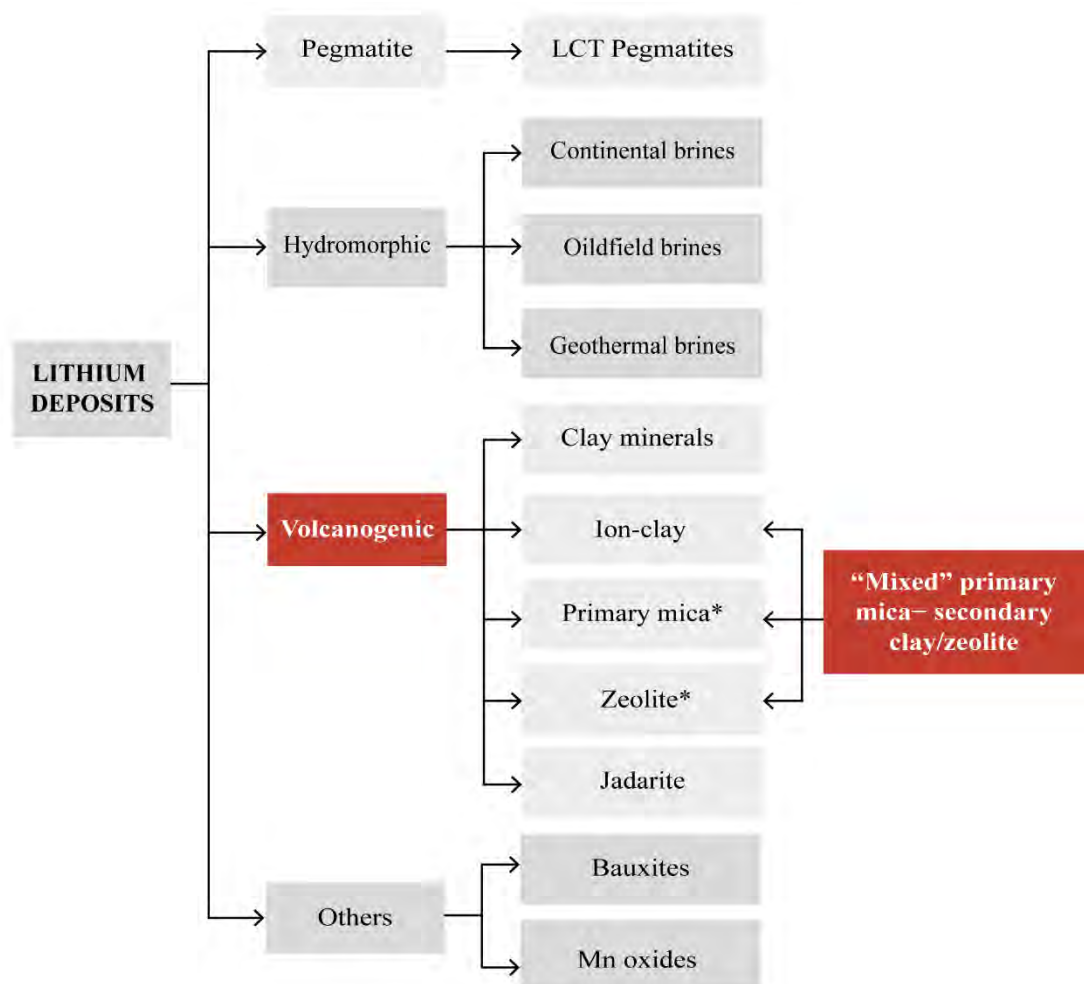 Pegmatite
LCT Pegmatites
Continental brines
Hydromorphic
Oildfield brines
Geothermal brines
LITHIUM
DEPOSITS
Clay minerals
Volcanogenic
Ion-clay
Primary mica*
Zeolite*
Jadarite
“Mixed” primary
mica− secondary
clay/zeolite
Others
Bauxites
Mn oxides